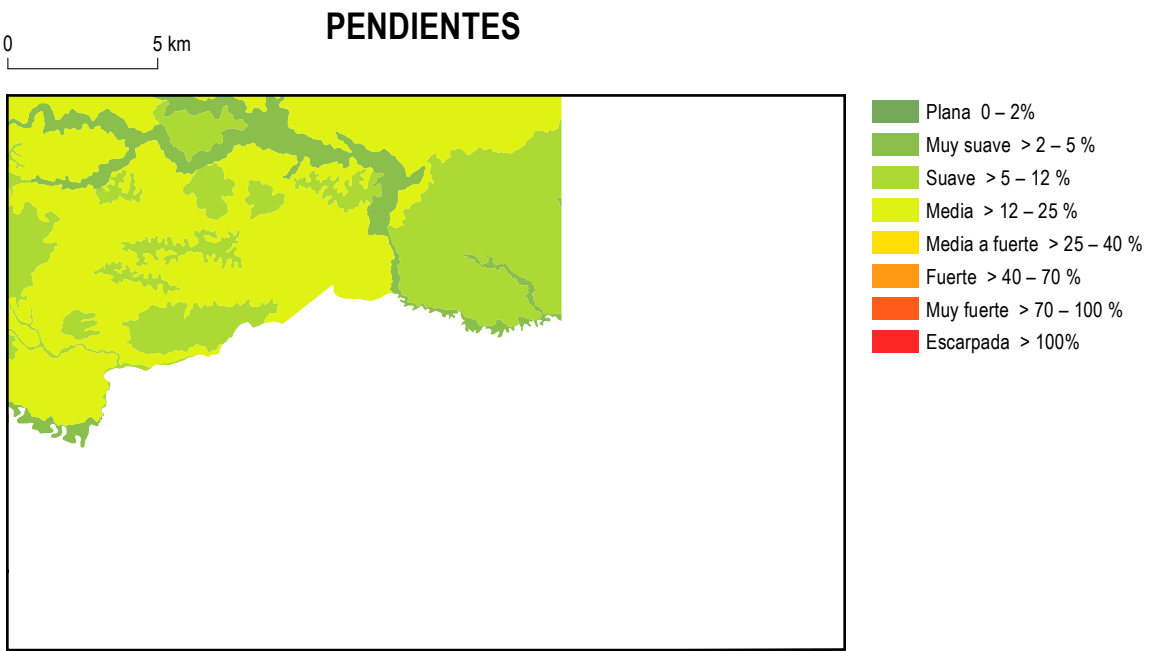 PENDIENTES
0 5 km
Plana 0 – 2%
Muy suave > 2 – 5 %
Suave > 5 – 12 %
Media > 12 – 25 %
Media a fuerte > 25 – 40 %
Fuerte > 40 – 70 %
Muy fuerte > 70 – 100 %
Escarpada > 100%